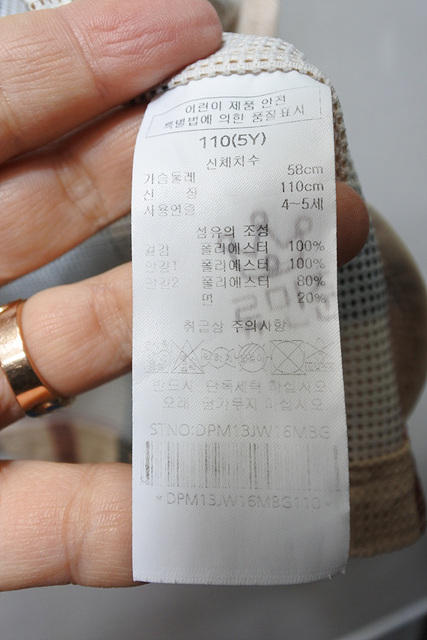 어린이 제품 안전
특별법에 의한 품질표시
110(5Y)
신체치수
가슴둘레 58cm
신 장 110cm
사용연령 4~5세
섬유의 조성
겉감 폴리에스터 100%
안감1 폴리에스터 100%
안감2 폴리에스터 80%
면 20%
취급상 주의사항
반드시 단독세탁 하십시오
오래 담가두지 마십시오
STNO:DPM13JW16MBG
*DPM13JW16MBG110*